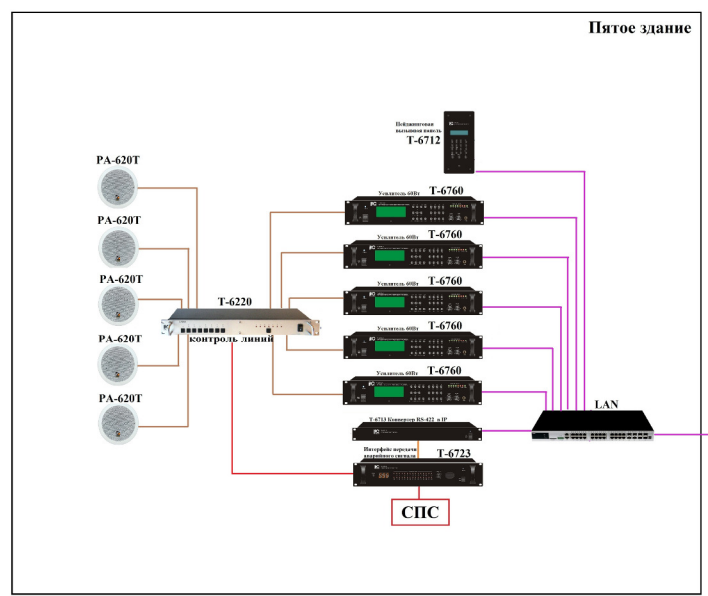 Пятое здание
Пейджинговая
вызывная панель
T-6712
PA-620T
Усилитель 60Вт T-6760
PA-620T
Усилитель 60Вт T-6760
PA-620T
Усилитель 60Вт T-6760
T-6220
контроль линий
PA-620T
Усилитель 60Вт T-6760
PA-620T
Усилитель 60Вт T-6760
LAN
T-6713 Конвертер RS-422 в IP
Интерфейс передачи
аварийного сигнала
T-6723
СПС